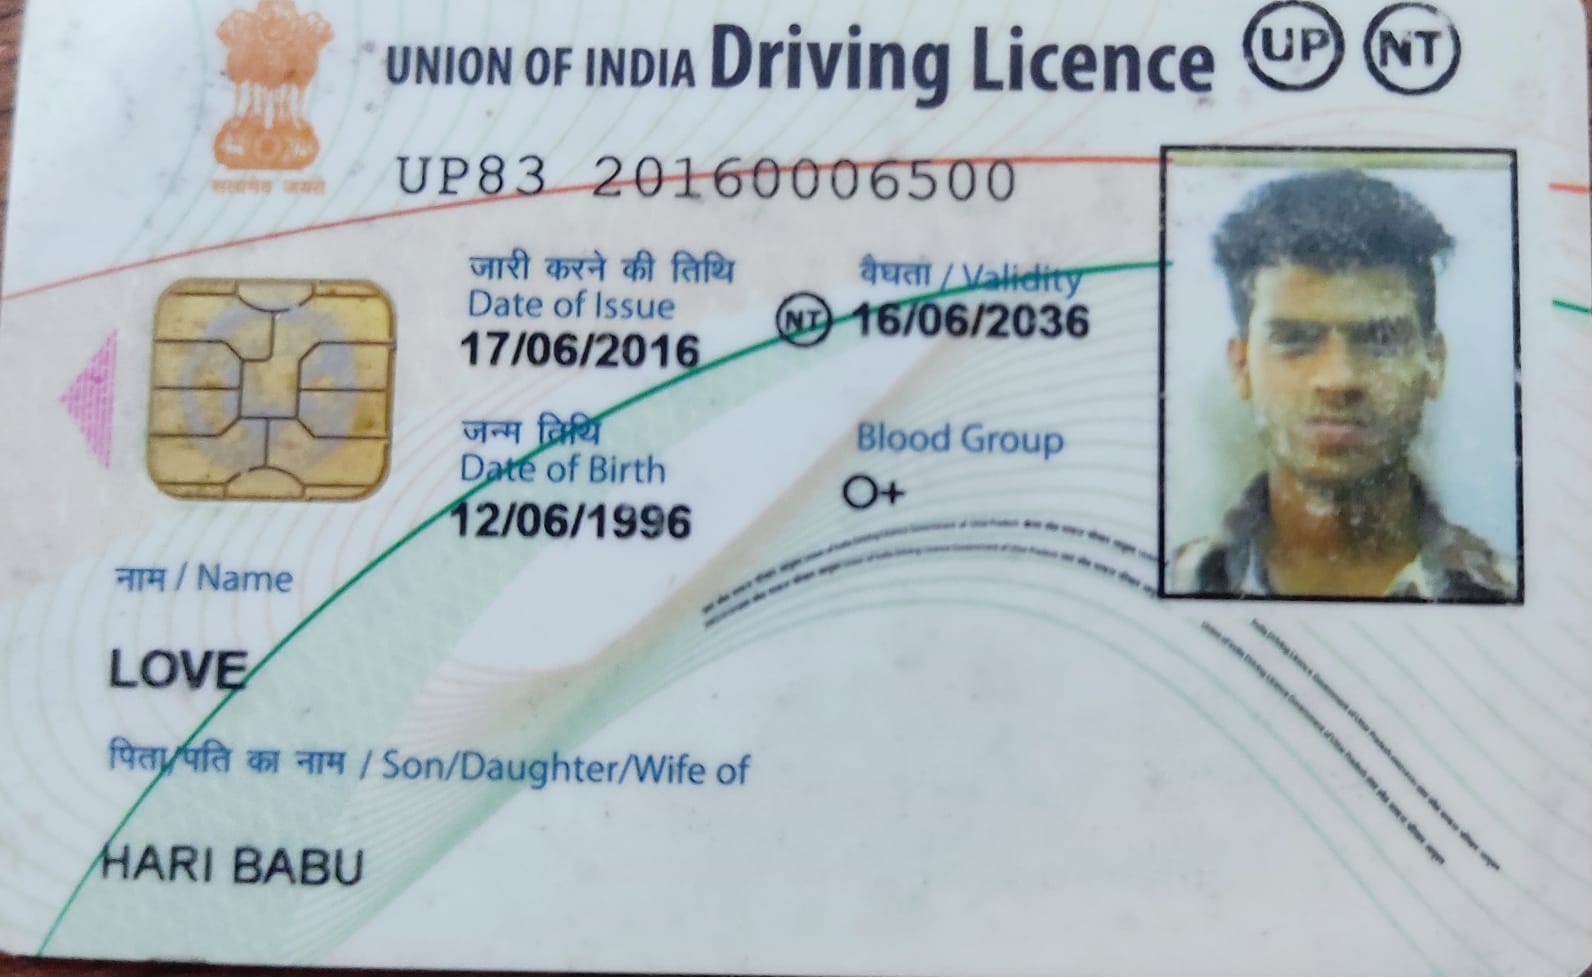 UNION OF INDIA Driving Licence UP NT
सत्यमेव जयते
UP83 20160006500
जारी करने की तिथि
Date of Issue
17/06/2016
वैघता / Validity
NT 16/06/2036
जन्म तिथि
Date of Birth
12/06/1996
Blood Group
O+
नाम / Name
LOVE
पिता/पति का नाम / Son/Daughter/Wife of
HARI BABU